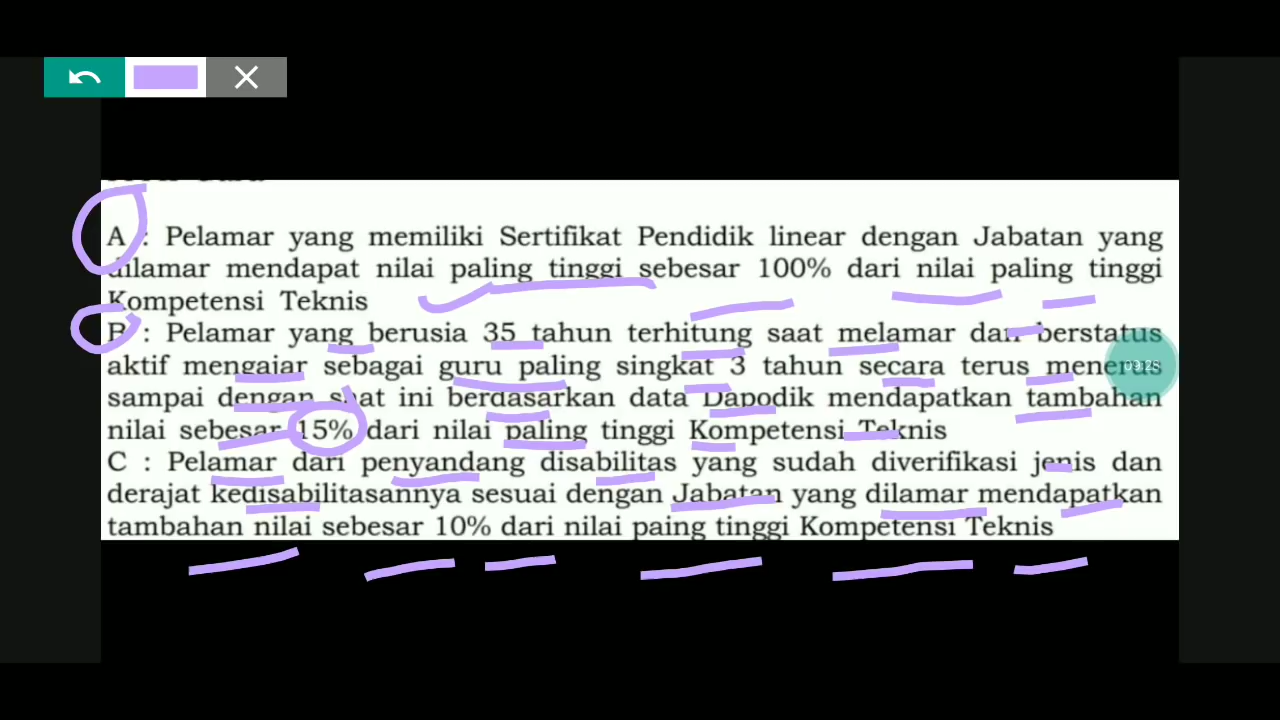 A : Pelamar yang memiliki Sertifikat Pendidik linear dengan Jabatan yang
dilamar mendapat nilai paling tinggi sebesar 100% dari nilai paling tinggi
Kompetensi Teknis
B : Pelamar yang berusia 35 tahun terhitung saat melamar dan berstatus
aktif mengajar sebagai guru paling singkat 3 tahun secara terus menerus
sampai dengan saat ini berdasarkan data Dapodik mendapatkan tambahan
nilai sebesar 15% dari nilai paling tinggi Kompetensi Teknis
C : Pelamar dari penyandang disabilitas yang sudah diverifikasi jenis dan
derajat kedisabilitasannya sesuai dengan Jabatan yang dilamar mendapatkan
tambahan nilai sebesar 10% dari nilai paing tinggi Kompetensi Teknis